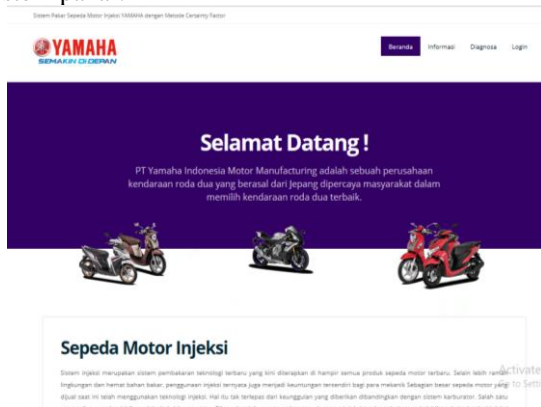 Sistem Pakar Sepeda Motor Injeksi YAMAHA dengan Metode Certainty Factor
YAMAHA
SEMAKIN DI DEPAN
Beranda Informasi Diagnosa Login
Selamat Datang !
PT Yamaha Indonesia Motor Manufacturing adalah sebuah perusahaan
kendaraan roda dua yang berasal dari Jepang dipercaya masyarakat dalam
memilih kendaraan roda dua terbaik.
Sepeda Motor Injeksi
Sistem injeksi merupakan sistem pembakaran teknologi terbaru yang kini diterapkan di hampir semua produk sepeda motor terbaru. Selain lebih ramah
lingkungan dan hemat bahan bakar, penggunaan injeksi ternyata juga menjadi keuntungan tersendiri bagi para mekanik Sebagian besar sepeda motor yang
dijual saat ini telah menggunakan teknologi injeksi. Hal itu tak terlepas dari keunggulan yang diberikan dibandingkan dengan sistem karburator. Salah satu
Activate
Go to Setti